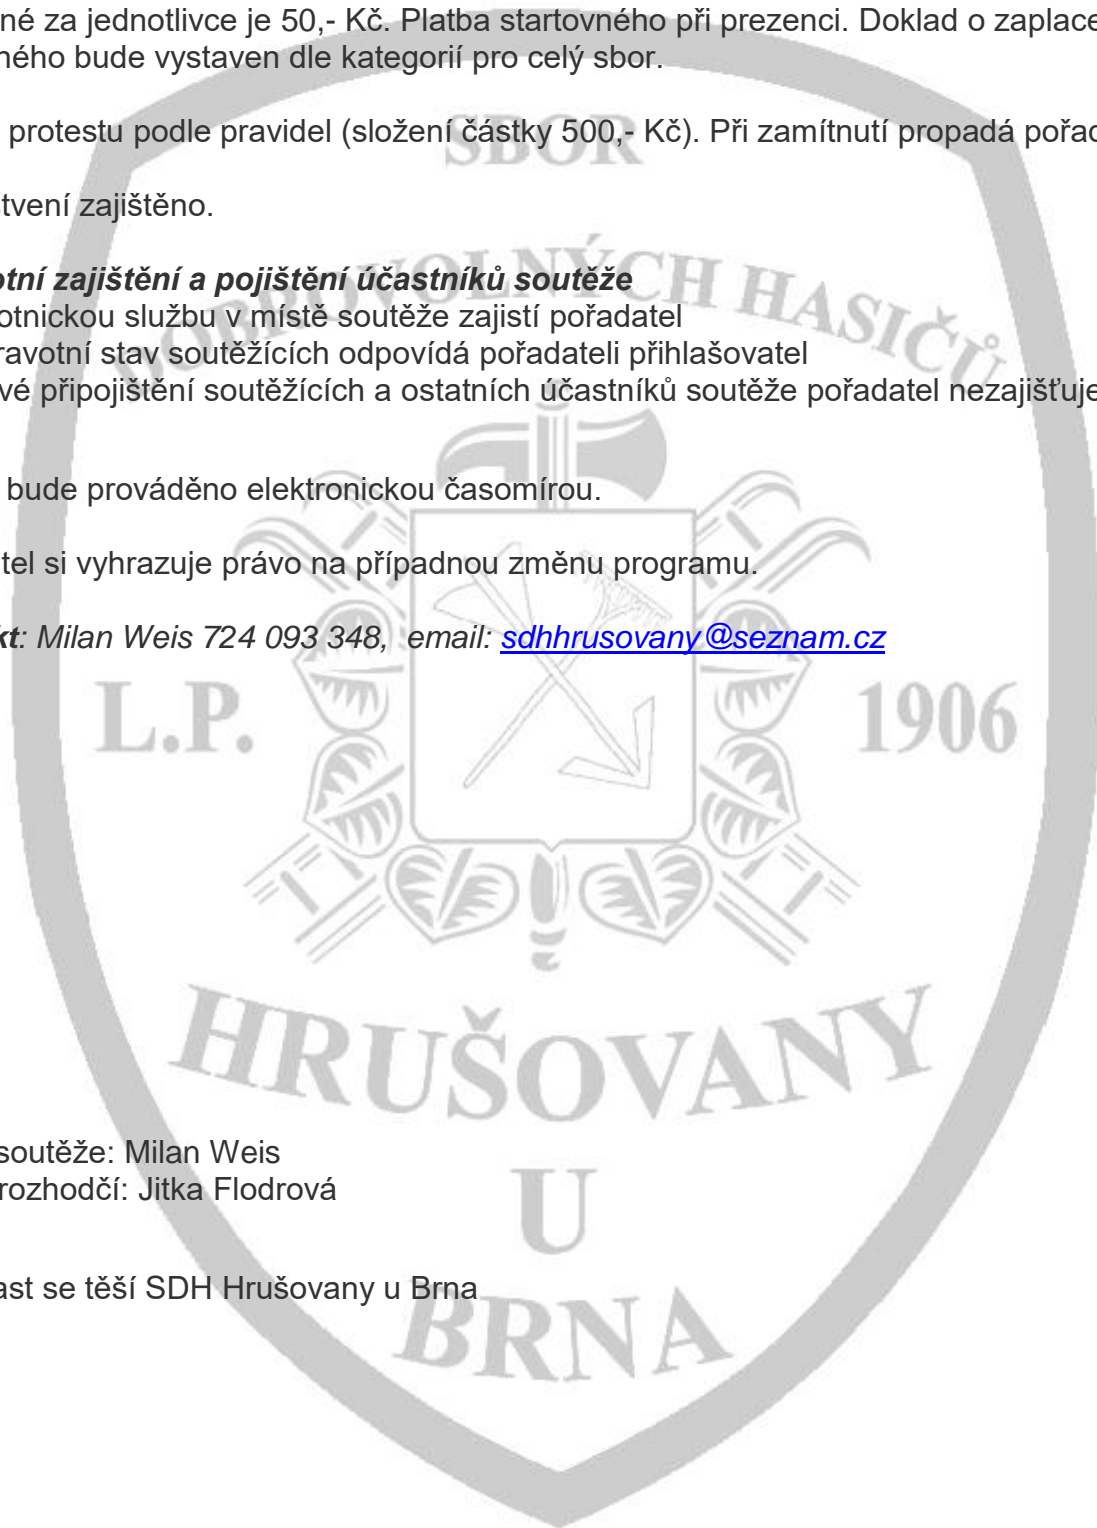 né za jednotlivce je 50,- Kč. Platba startovného při prezenci. Doklad o zaplace
ného bude vystaven dle kategorií pro celý sbor.
SBOR
protestu podle pravidel (složení částky 500,- Kč). Při zamítnutí propadá pořad
tvení zajištěno.
DOBROVOLNÝCH HASIČŮ
otní zajištění a pojištění účastníků soutěže
otnickou službu v místě soutěže zajistí pořadatel
ravotní stav soutěžících odpovídá pořadateli přihlašovatel
vé připojištění soutěžících a ostatních účastníků soutěže pořadatel nezajišťuje
bude prováděno elektronickou časomírou.
tel si vyhrazuje právo na případnou změnu programu.
kt: Milan Weis 724 093 348, email: sdhhrusovany@seznam.cz
L.P. 1906
HRUŠOVANY
soutěže: Milan Weis
rozhodčí: Jitka Flodrová
U
ast se těší SDH Hrušovany u Brna
BRNA